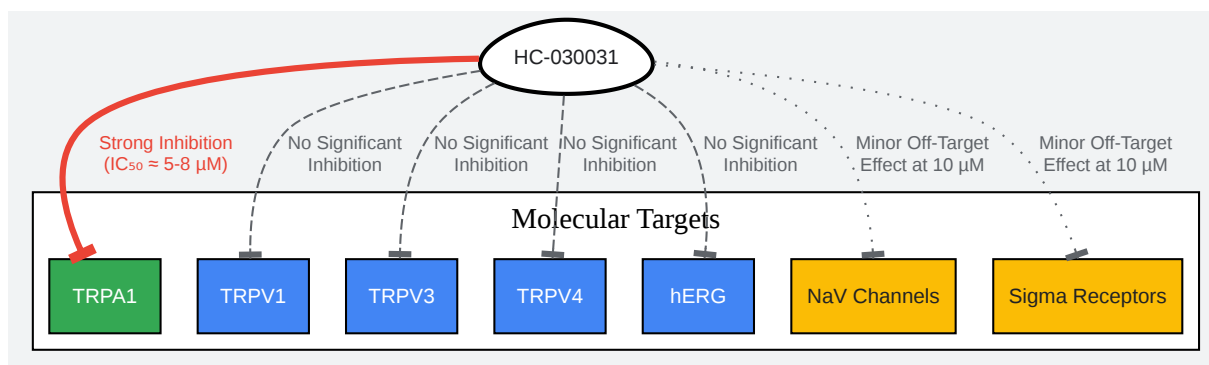 HC-030031
Strong Inhibition
(IC₅₀ ≈ 5-8 µM)
No Significant
Inhibition
No Significant
Inhibition
No Significant
Inhibition
No Significant
Inhibition
Minor Off-Target
Effect at 10 µM
Minor Off-Target
Effect at 10 µM
Molecular Targets
TRPA1
TRPV1
TRPV3
TRPV4
hERG
NaV Channels
Sigma Receptors